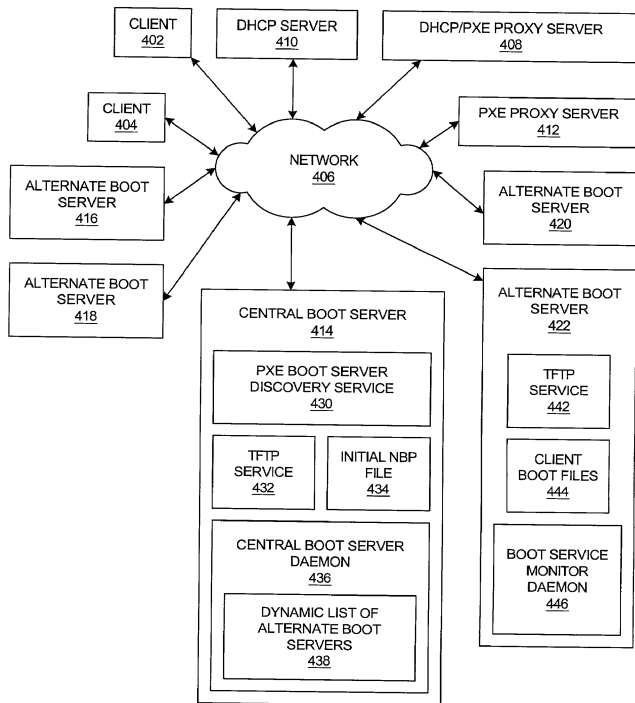 CLIENT
402
DHCP SERVER
410
DHCP/PXE PROXY SERVER
408
CLIENT
404
PXE PROXY SERVER
412
NETWORK
406
ALTERNATE BOOT
SERVER
416
ALTERNATE BOOT
SERVER
420
ALTERNATE BOOT
SERVER
418
CENTRAL BOOT SERVER
414
PXE BOOT SERVER
DISCOVERY SERVICE
430
TFTP
SERVICE
432
INITIAL NBP
FILE
434
CENTRAL BOOT SERVER
DAEMON
436
DYNAMIC LIST OF
ALTERNATE BOOT
SERVERS
438
ALTERNATE BOOT
SERVER
422
TFTP
SERVICE
442
CLIENT
BOOT FILES
444
BOOT SERVICE
MONITOR
DAEMON
446